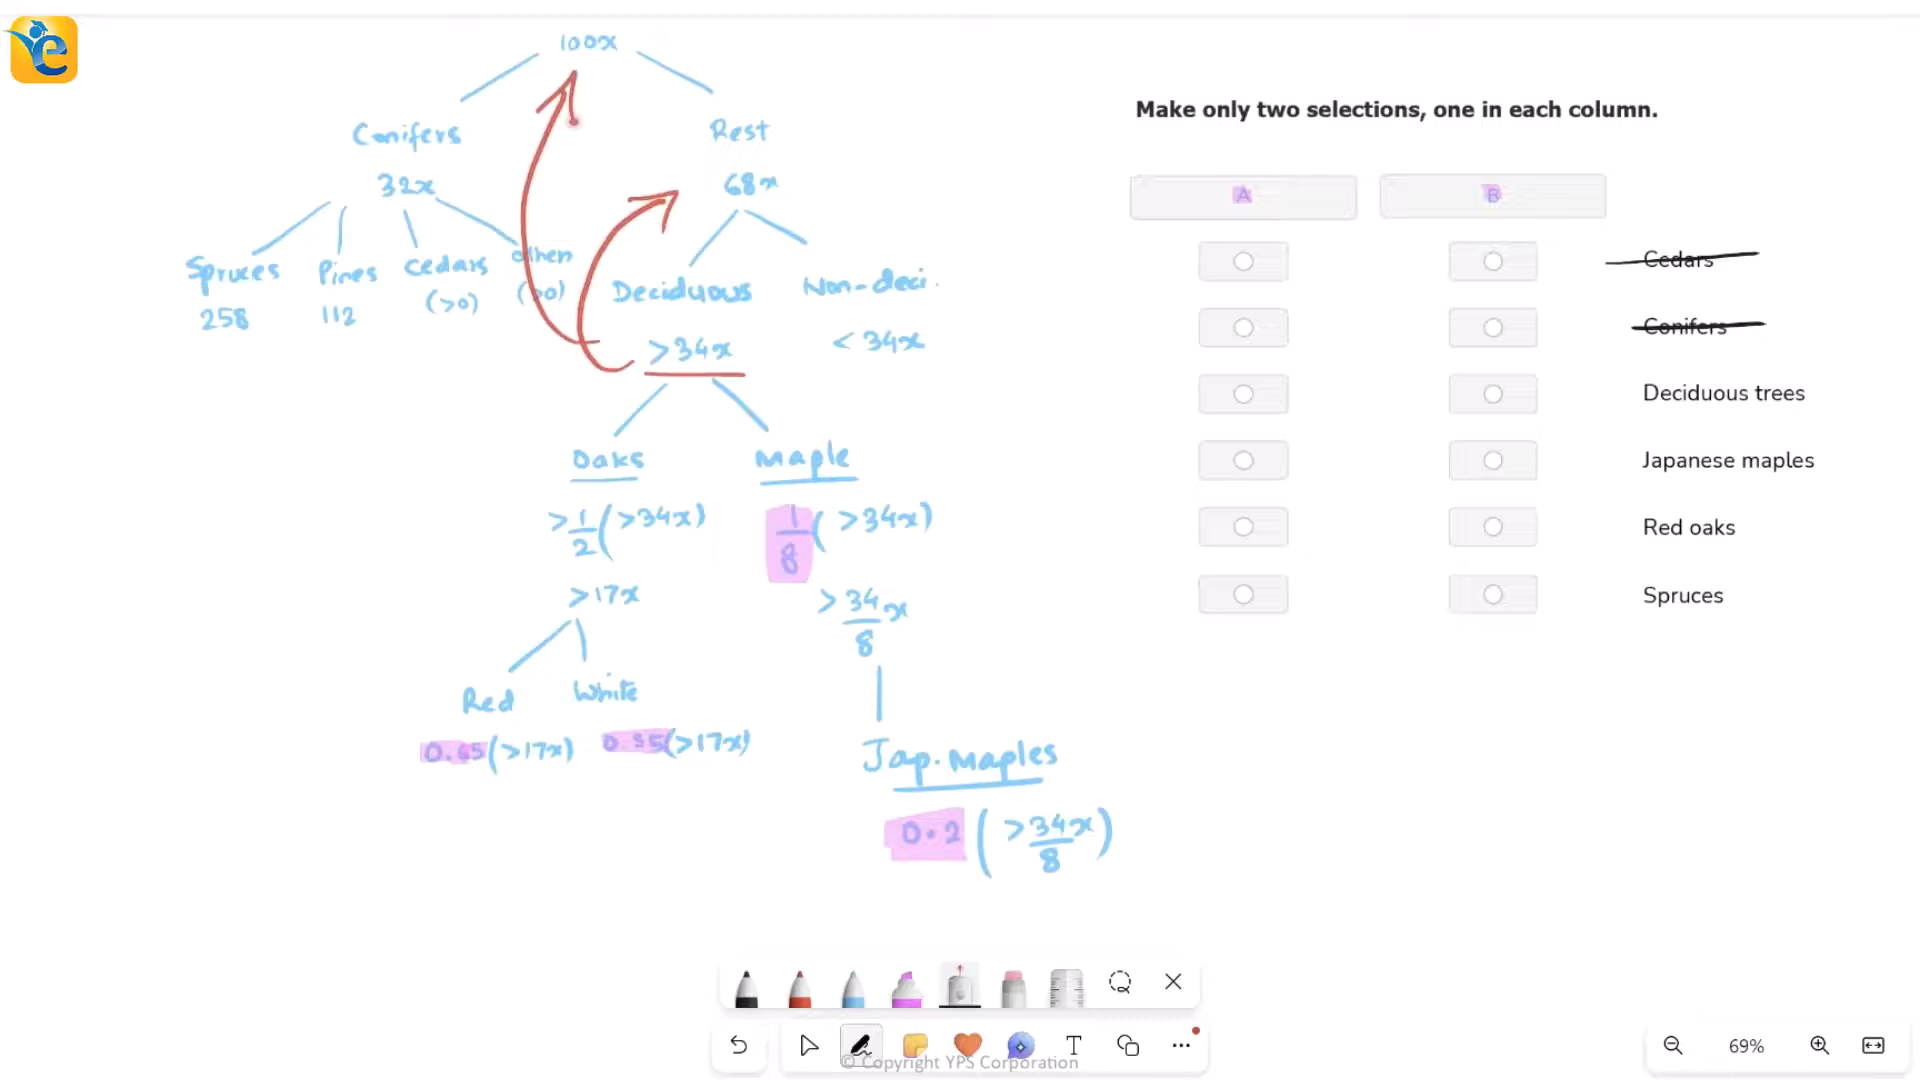 100x
Conifers
Rest
32x
68x
Spruces
Pines
Cedars
others
258
112
(>0)
(>0)
Deciduous
Non-deci.
>34x
< 34x
Oaks
Maple
>1/2(>34x)
1/8( >34x)
>17x
>34/8 x
Red
White
0.65(>17x)
0.35(>17x)
Jap. Maples
0.2 ( >34x/8 )
Make only two selections, one in each column.
A
B
Cedars
Conifers
Deciduous trees
Japanese maples
Red oaks
Spruces
© Copyright YPS Corporation
69%